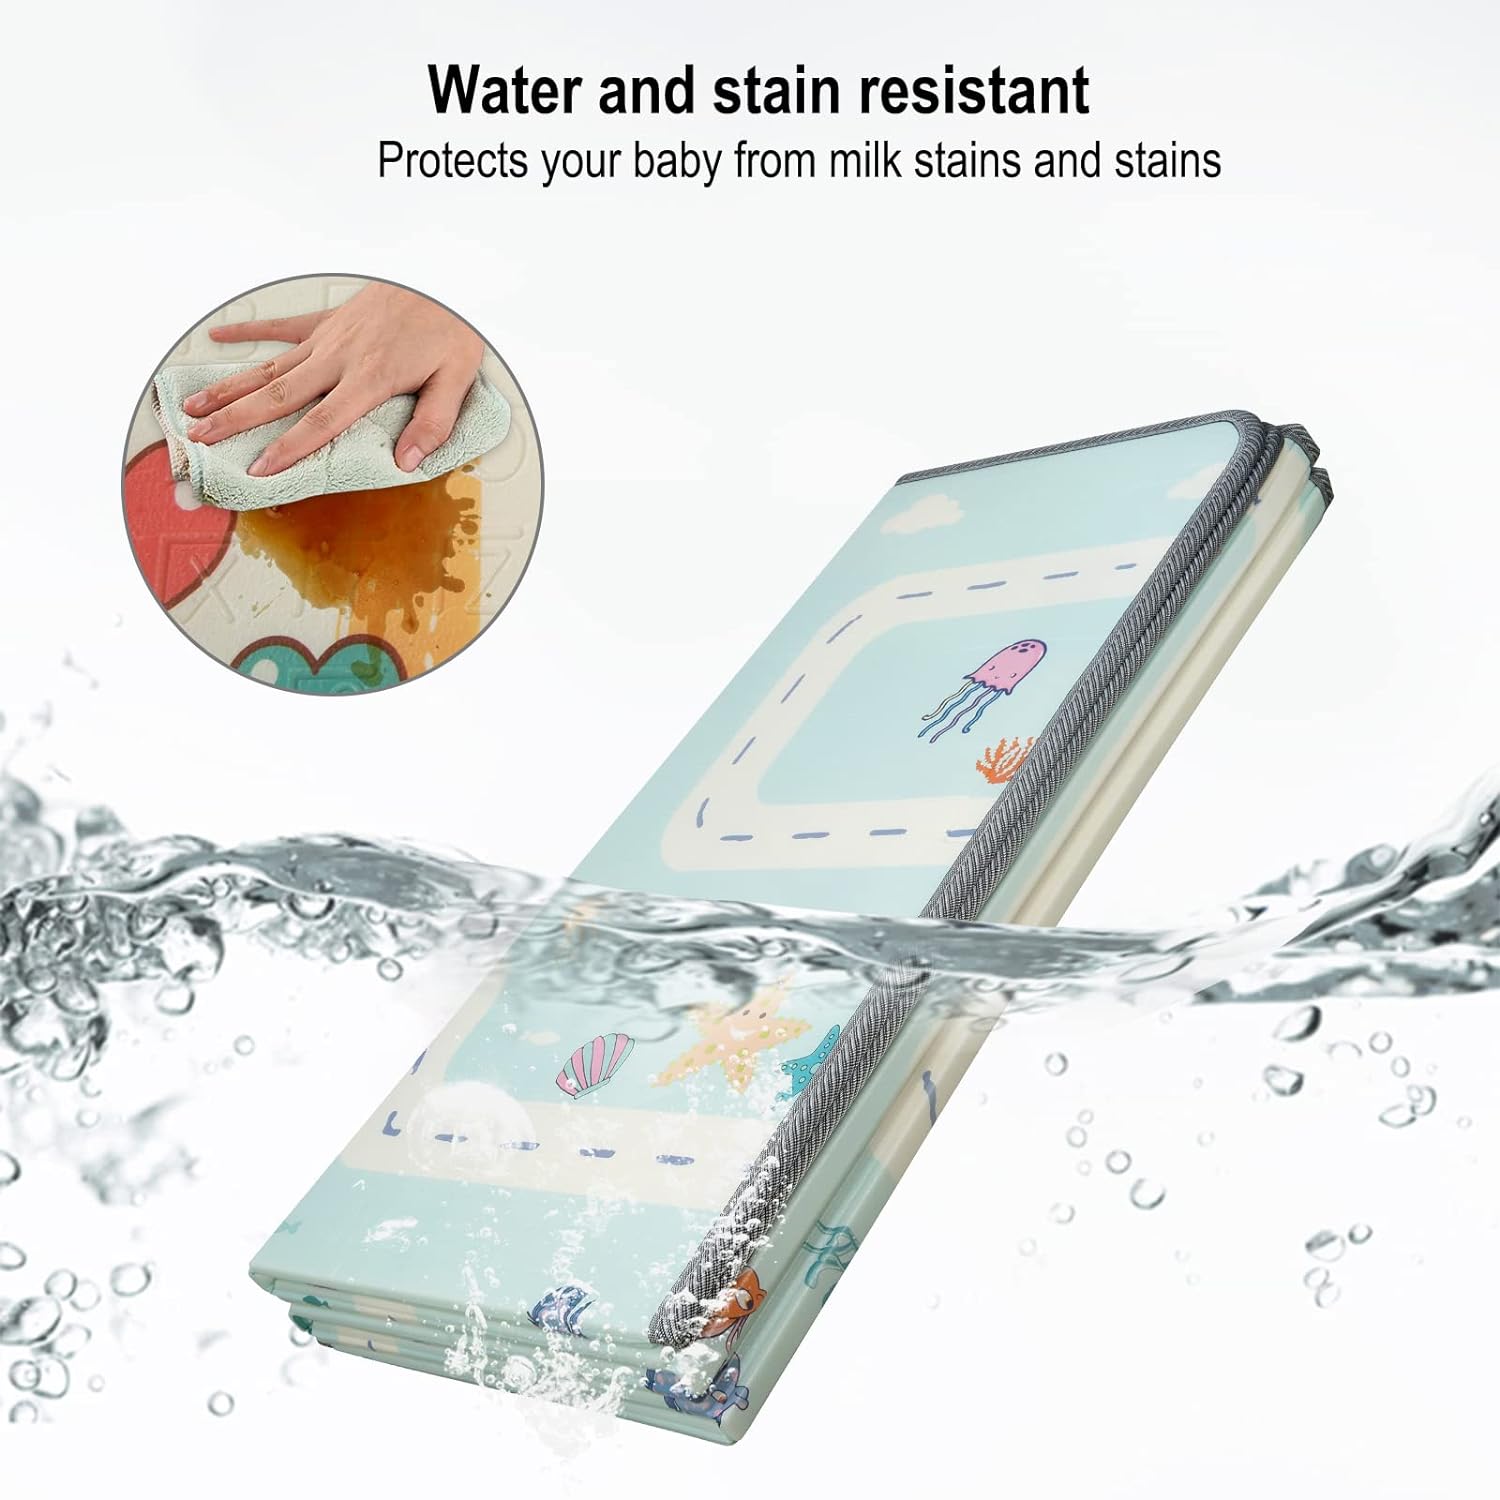 Water and stain resistant
Protects your baby from milk stains and stains